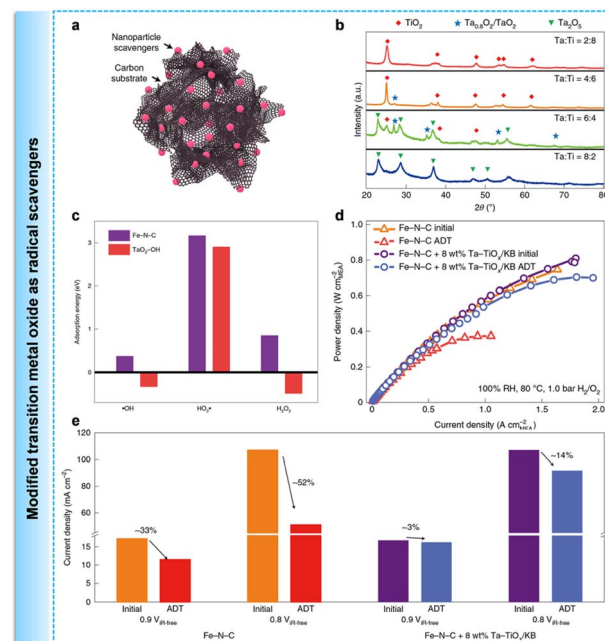 Modified transition metal oxide as radical scavengers
a
Nanoparticle
scavengers
Carbon
substrate
b
TiO2
Ta0.8O2/TaO2
Ta2O5
Ta:Ti = 2:8
Ta:Ti = 4:6
Ta:Ti = 6:4
Ta:Ti = 8:2
Intensity (a.u.)
20 30 40 50 60 70 80
2θ (°)
c
Fe–N–C
TaO2–OH
Adsorption energy (eV)
3
2
1
0
•OH HO2• H2O2
d
Fe–N–C initial
Fe–N–C ADT
Fe–N–C + 8 wt% Ta–TiOx/KB initial
Fe–N–C + 8 wt% Ta–TiOx/KB ADT
Power density (W cm−2MEA)
1.0
0.8
0.6
0.4
0.2
0
100% RH, 80 °C, 1.0 bar H2/O2
0 0.5 1.0 1.5 2.0
Current density (A cm−2MEA)
e
Current density (mA cm−2)
100
80
60
15
10
5
0
~33%
~52%
~3%
~14%
Initial ADT Initial ADT Initial ADT Initial ADT
0.9 ViR-free 0.8 ViR-free 0.9 ViR-free 0.8 ViR-free
Fe–N–C Fe–N–C + 8 wt% Ta–TiOx/KB